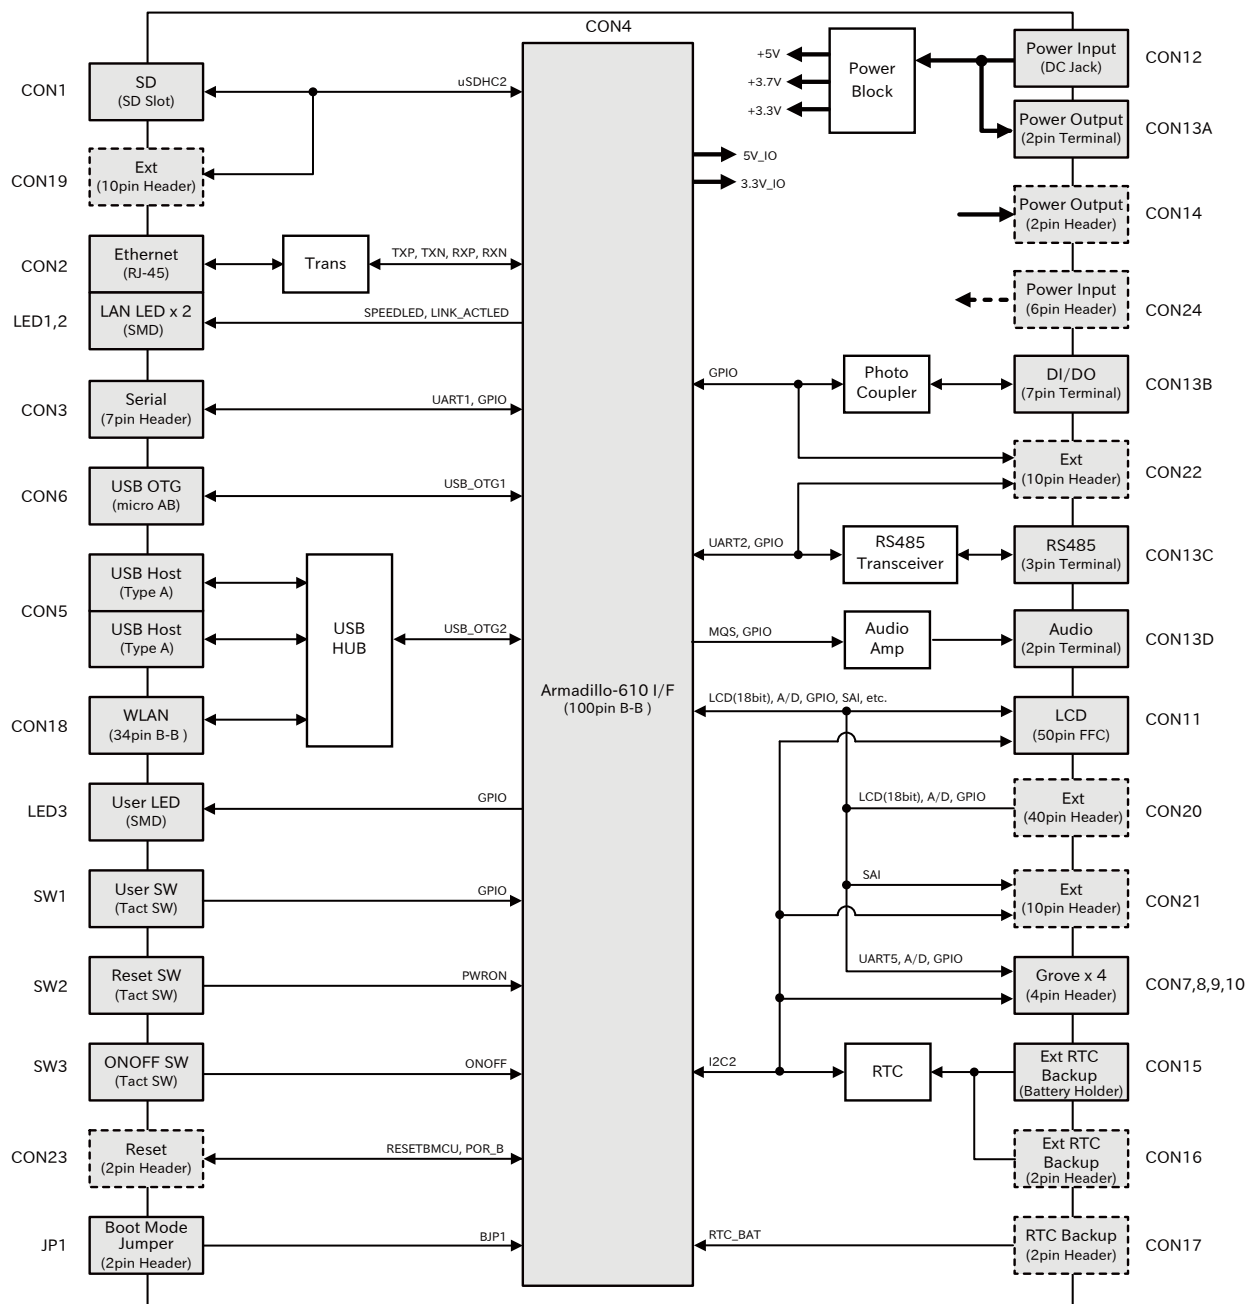 CON4
CON1
SD
(SD Slot)
uSDHC2
CON19
Ext
(10pin Header)
CON2
Ethernet
(RJ-45)
Trans
TXP, TXN, RXP, RXN
LED1,2
LAN LED x 2
(SMD)
SPEEDLED, LINK_ACTLED
CON3
Serial
(7pin Header)
UART1, GPIO
CON6
USB OTG
(micro AB)
USB_OTG1
CON5
USB Host
(Type A)
USB Host
(Type A)
USB
HUB
USB_OTG2
CON18
WLAN
(34pin B-B )
LED3
User LED
(SMD)
GPIO
SW1
User SW
(Tact SW)
GPIO
SW2
Reset SW
(Tact SW)
PWRON
SW3
ONOFF SW
(Tact SW)
ONOFF
CON23
Reset
(2pin Header)
RESETBMCU, POR_B
JP1
Boot Mode
Jumper
(2pin Header)
BJP1
Armadillo-610 I/F
(100pin B-B )
+5V
+3.7V
+3.3V
Power
Block
Power Input
(DC Jack)
CON12
Power Output
(2pin Terminal)
CON13A
5V_IO
3.3V_IO
Power Output
(2pin Header)
CON14
Power Input
(6pin Header)
CON24
GPIO
Photo
Coupler
DI/DO
(7pin Terminal)
CON13B
Ext
(10pin Header)
CON22
UART2, GPIO
RS485
Transceiver
RS485
(3pin Terminal)
CON13C
MQS, GPIO
Audio
Amp
Audio
(2pin Terminal)
CON13D
LCD(18bit), A/D, GPIO, SAI, etc.
LCD
(50pin FFC)
CON11
LCD(18bit), A/D, GPIO
Ext
(40pin Header)
CON20
SAI
Ext
(10pin Header)
CON21
UART5, A/D, GPIO
Grove x 4
(4pin Header)
CON7,8,9,10
I2C2
RTC
Ext RTC
Backup
(Battery Holder)
CON15
Ext RTC
Backup
(2pin Header)
CON16
RTC_BAT
RTC Backup
(2pin Header)
CON17